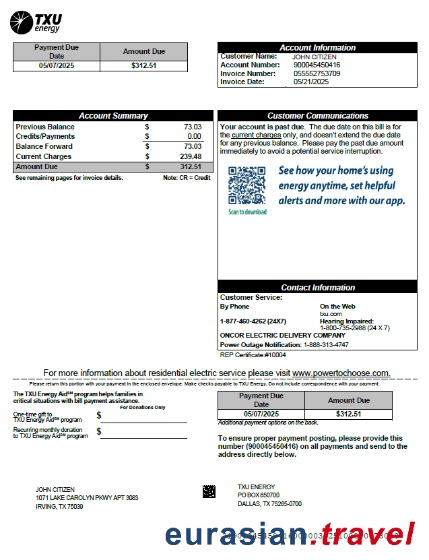 TXU
energy
Payment Due Date
Amount Due
05/07/2025
$312.51
Account Information
Customer Name: JOHN CITIZEN
Account Number: 900045450416
Invoice Number: 055552753709
Invoice Date: 05/21/2025
Account Summary
Previous Balance $ 73.03
Credits/Payments $ 0.00
Balance Forward $ 73.03
Current Charges $ 239.48
Amount Due $ 312.51
See remaining pages for invoice details. Note: CR = Credit
Customer Communications
Your account is past due. The due date on this bill is for
the current charges only, and doesn't extend the due date
for any previous balance. Please pay the past due amount
immediately to avoid a potential service interruption.
See how your home's using
energy anytime, set helpful
alerts and more with our app.
Scan to download
Contact Information
Customer Service:
By Phone On the Web
txu.com
1-877-460-4262 (24X7) Hearing Impaired:
1-800-735-2988 (24 X 7)
ONCOR ELECTRIC DELIVERY COMPANY
Power Outage Notification: 1-888-313-4747
REP Certificate#10004
For more information about residential electric service please visit www.powertochoose.com.
Please return this portion with your payment in the enclosed envelope. Make checks payable to TXU Energy. Do not include correspondence with your payment.
The TXU Energy Aid℠ program helps families in
critical situations with bill payment assistance.
For Donations Only
One-time gift to
TXU Energy Aid℠ program $
Recurring monthly donation
to TXU Energy Aid℠ program $
Payment Due Date
Amount Due
05/07/2025
$312.51
Additional payment options on the back.
To ensure proper payment posting, please provide this
number (900045450416) on all payments and send to the
address directly below.
JOHN CITIZEN
1071 LAKE CAROLYN PKWY APT 3083
IRVING, TX 75039
TXU ENERGY
PO BOX 650700
DALLAS, TX 75265-0700
eurasian.travel